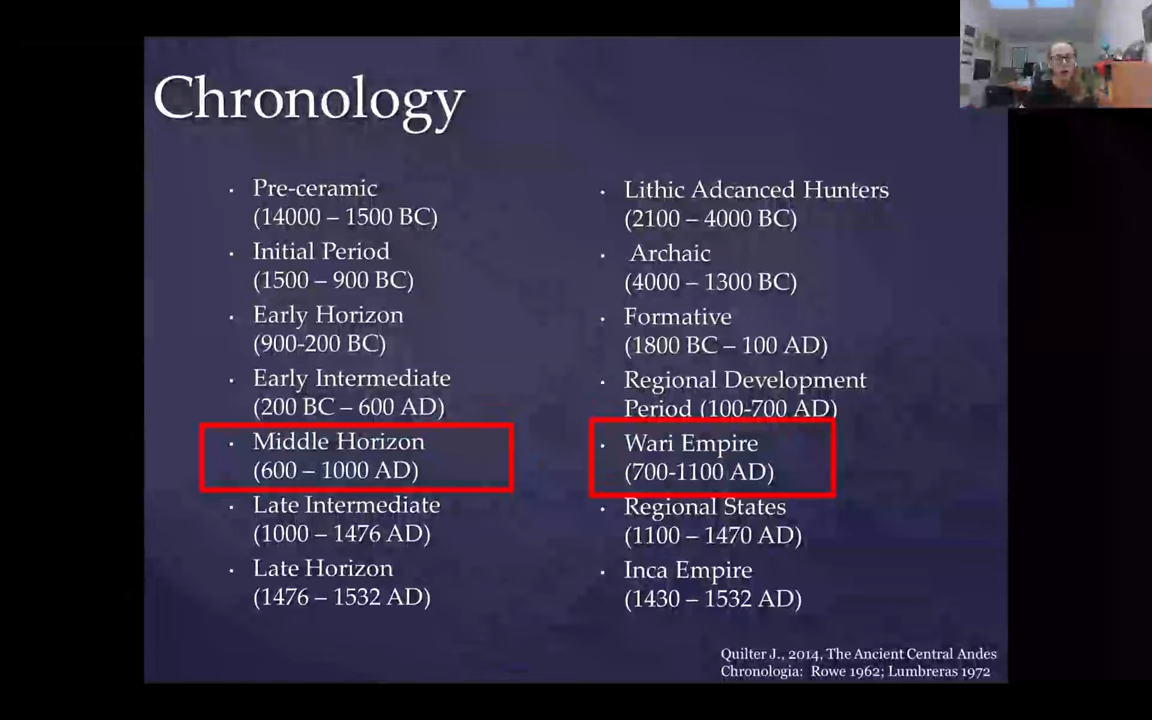 Chronology
· Pre-ceramic
(14000 – 1500 BC)
· Initial Period
(1500 – 900 BC)
· Early Horizon
(900-200 BC)
· Early Intermediate
(200 BC – 600 AD)
· Middle Horizon
(600 – 1000 AD)
· Late Intermediate
(1000 – 1476 AD)
· Late Horizon
(1476 – 1532 AD)
· Lithic Adcanced Hunters
(2100 – 4000 BC)
· Archaic
(4000 – 1300 BC)
· Formative
(1800 BC – 100 AD)
· Regional Development
Period (100-700 AD)
· Wari Empire
(700-1100 AD)
· Regional States
(1100 – 1470 AD)
· Inca Empire
(1430 – 1532 AD)
Quilter J., 2014, The Ancient Central Andes
Chronologia: Rowe 1962; Lumbreras 1972